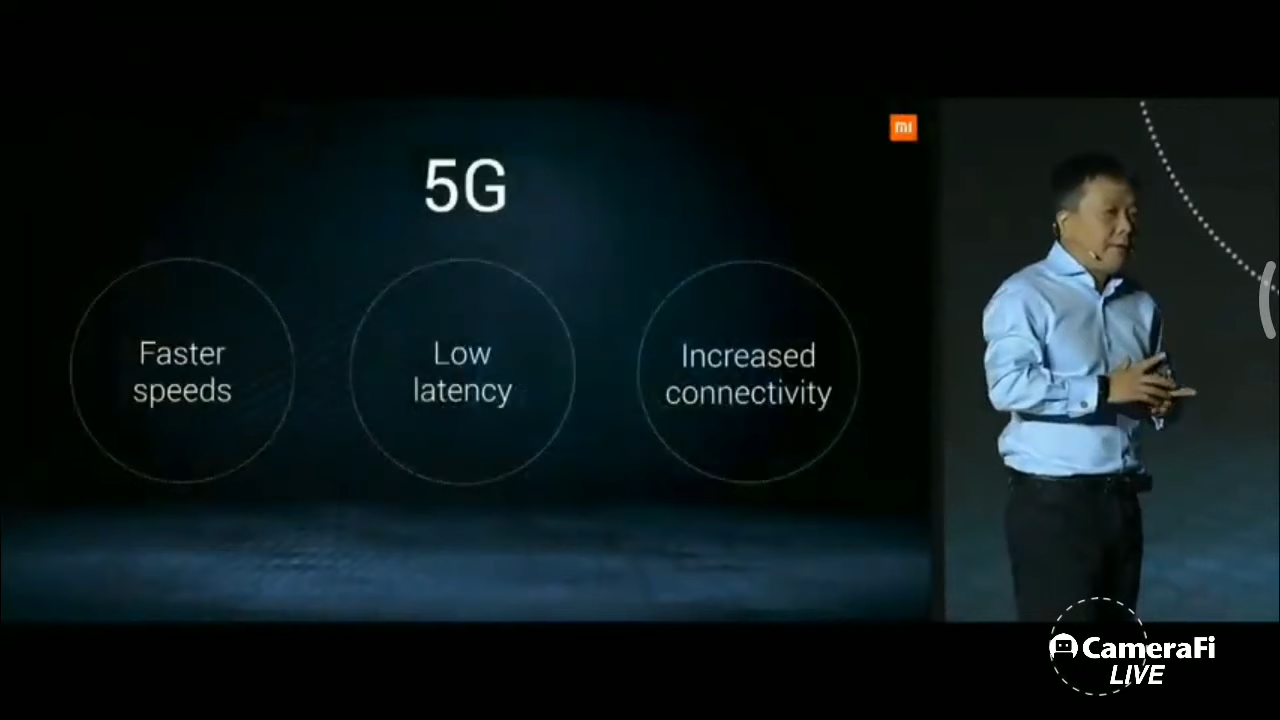 mi
5G
Faster
speeds
Low
latency
Increased
connectivity
CameraFi
LIVE